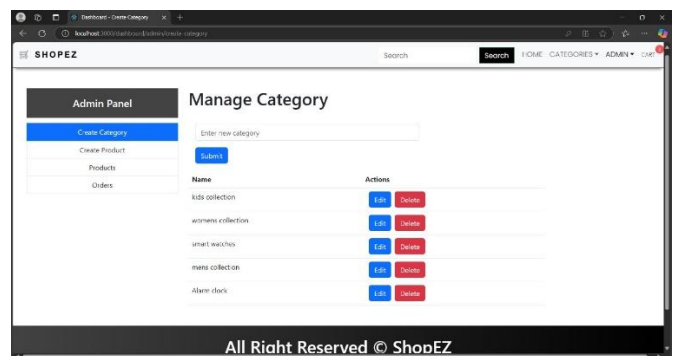 Dashboard - Create Category
localhost:3000/dashboard/admin/create-category
SHOPEZ
Search
Search
HOME CATEGORIES ADMIN CART
Admin Panel
Create Category
Create Product
Products
Orders
Manage Category
Enter new category
Submit
Name Actions
kids collection Edit Delete
womens collection Edit Delete
smart watches Edit Delete
mens collection Edit Delete
Alarm clock Edit Delete
All Right Reserved © ShopEZ